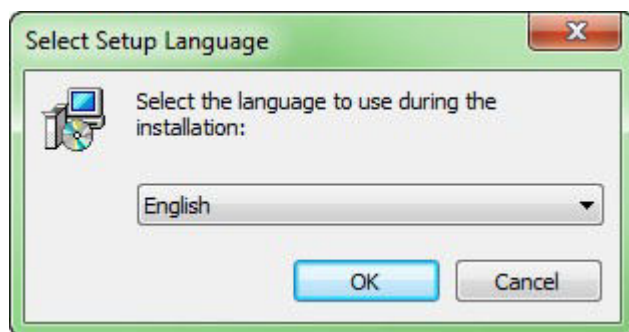 Select Setup Language
Select the language to use during the
installation:
English
OK
Cancel